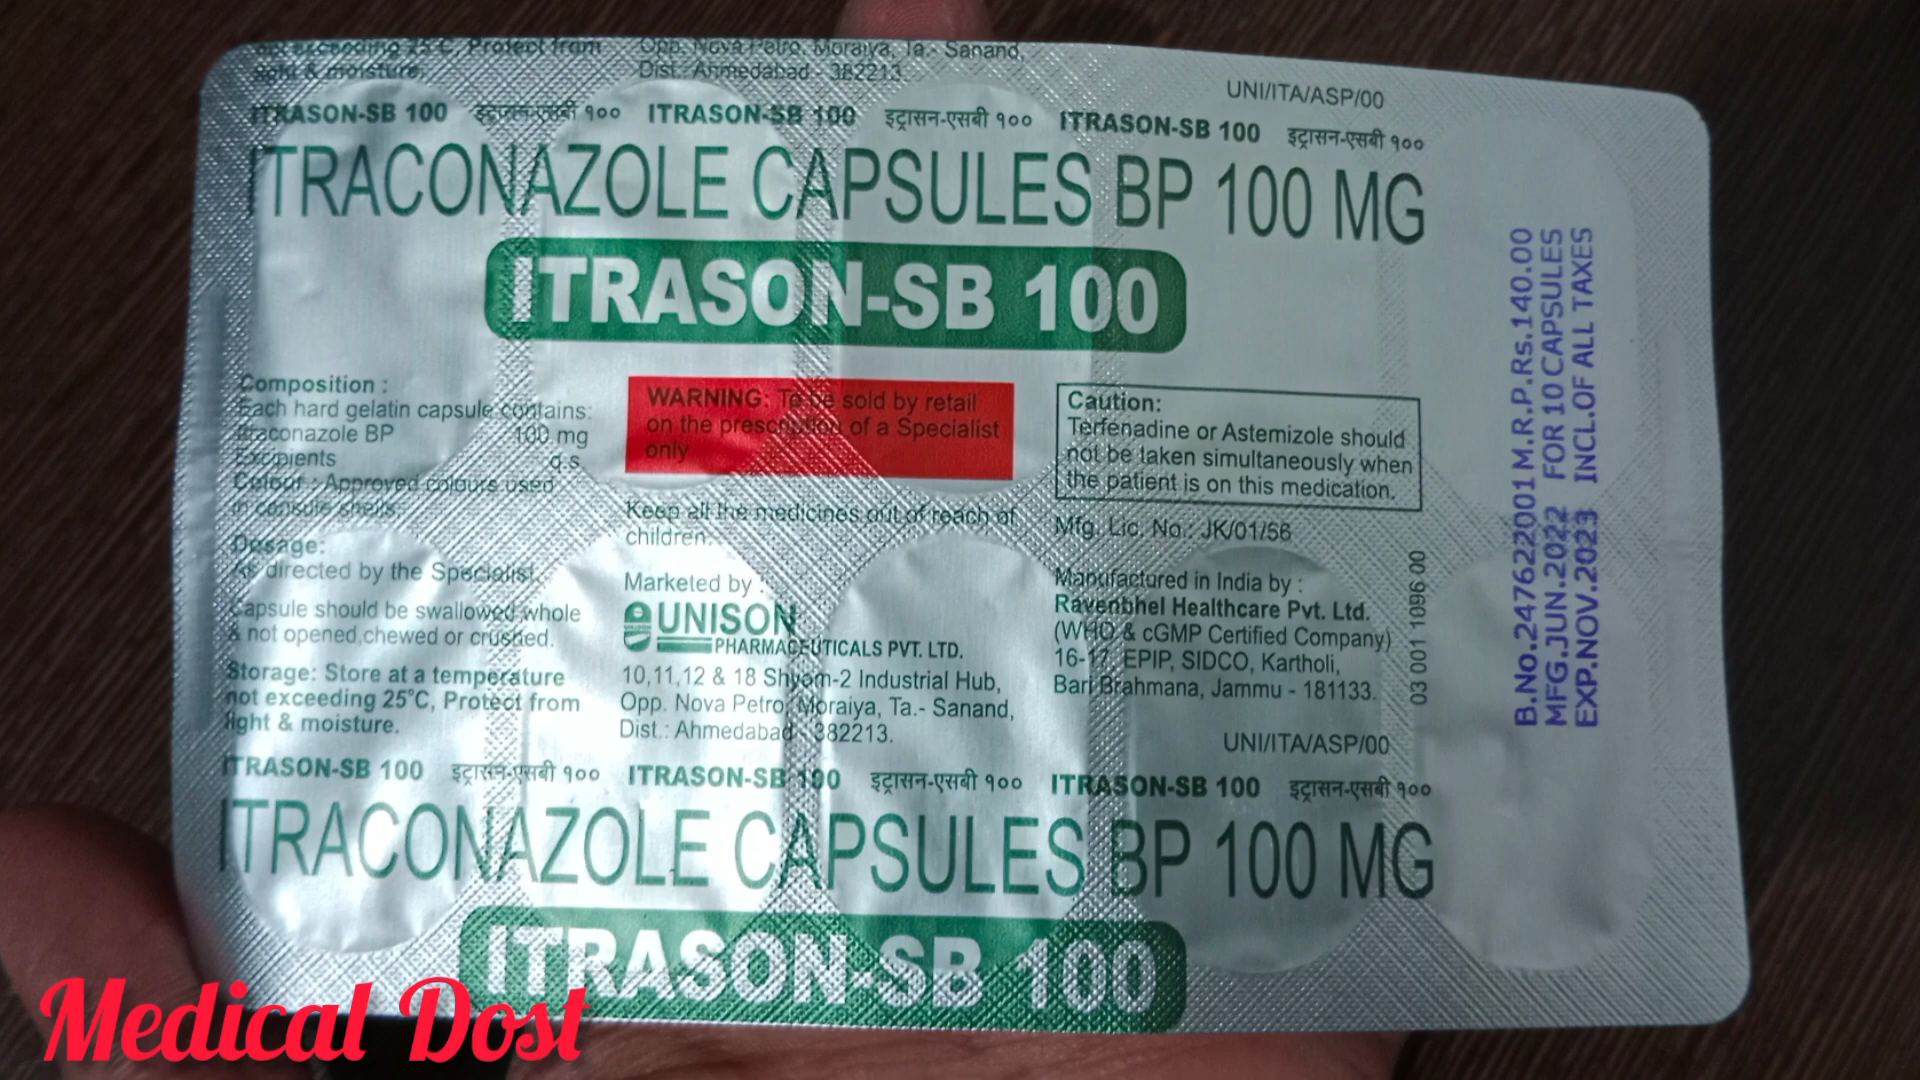 not exceeding 25°C, Protect from
light & moisture.
Opp. Nova Petro, Moraiya, Ta.- Sanand,
Dist.: Ahmedabad - 382213.
UNI/ITA/ASP/00
ITRASON-SB 100 इट्रासन-एसबी १०० ITRASON-SB 100 इट्रासन-एसबी १०० ITRASON-SB 100 इट्रासन-एसबी १००
ITRACONAZOLE CAPSULES BP 100 MG
ITRASON-SB 100
Composition :
Each hard gelatin capsule contains:
Itraconazole BP 100 mg
Excipients q.s.
Colour : Approved colours used
in capsule shells.
Dosage:
As directed by the Specialist.
Capsule should be swallowed whole
& not opened,chewed or crushed.
Storage: Store at a temperature
not exceeding 25°C, Protect from
light & moisture.
WARNING: To be sold by retail
on the prescription of a Specialist
only
Keep all the medicines out of reach of
children.
Marketed by :
UNISON
PHARMACEUTICALS PVT. LTD.
10,11,12 & 18 Shyam-2 Industrial Hub,
Opp. Nova Petro, Moraiya, Ta.- Sanand,
Dist.: Ahmedabad - 382213.
Caution:
Terfenadine or Astemizole should
not be taken simultaneously when
the patient is on this medication.
Mfg. Lic. No.: JK/01/56
Manufactured in India by :
Ravenbhel Healthcare Pvt. Ltd.
(WHO & cGMP Certified Company)
16-17, EPIP, SIDCO, Kartholi,
Bari Brahmana, Jammu - 181133.
03 001 1096 00
B.No.247622001 M.R.P.Rs.140.00
MFG.JUN.2022 FOR 10 CAPSULES
EXP.NOV.2023 INCL.OF ALL TAXES
UNI/ITA/ASP/00
ITRASON-SB 100 इट्रासन-एसबी १०० ITRASON-SB 100 इट्रासन-एसबी १०० ITRASON-SB 100 इट्रासन-एसबी १००
ITRACONAZOLE CAPSULES BP 100 MG
ITRASON-SB 100
Medical Dost